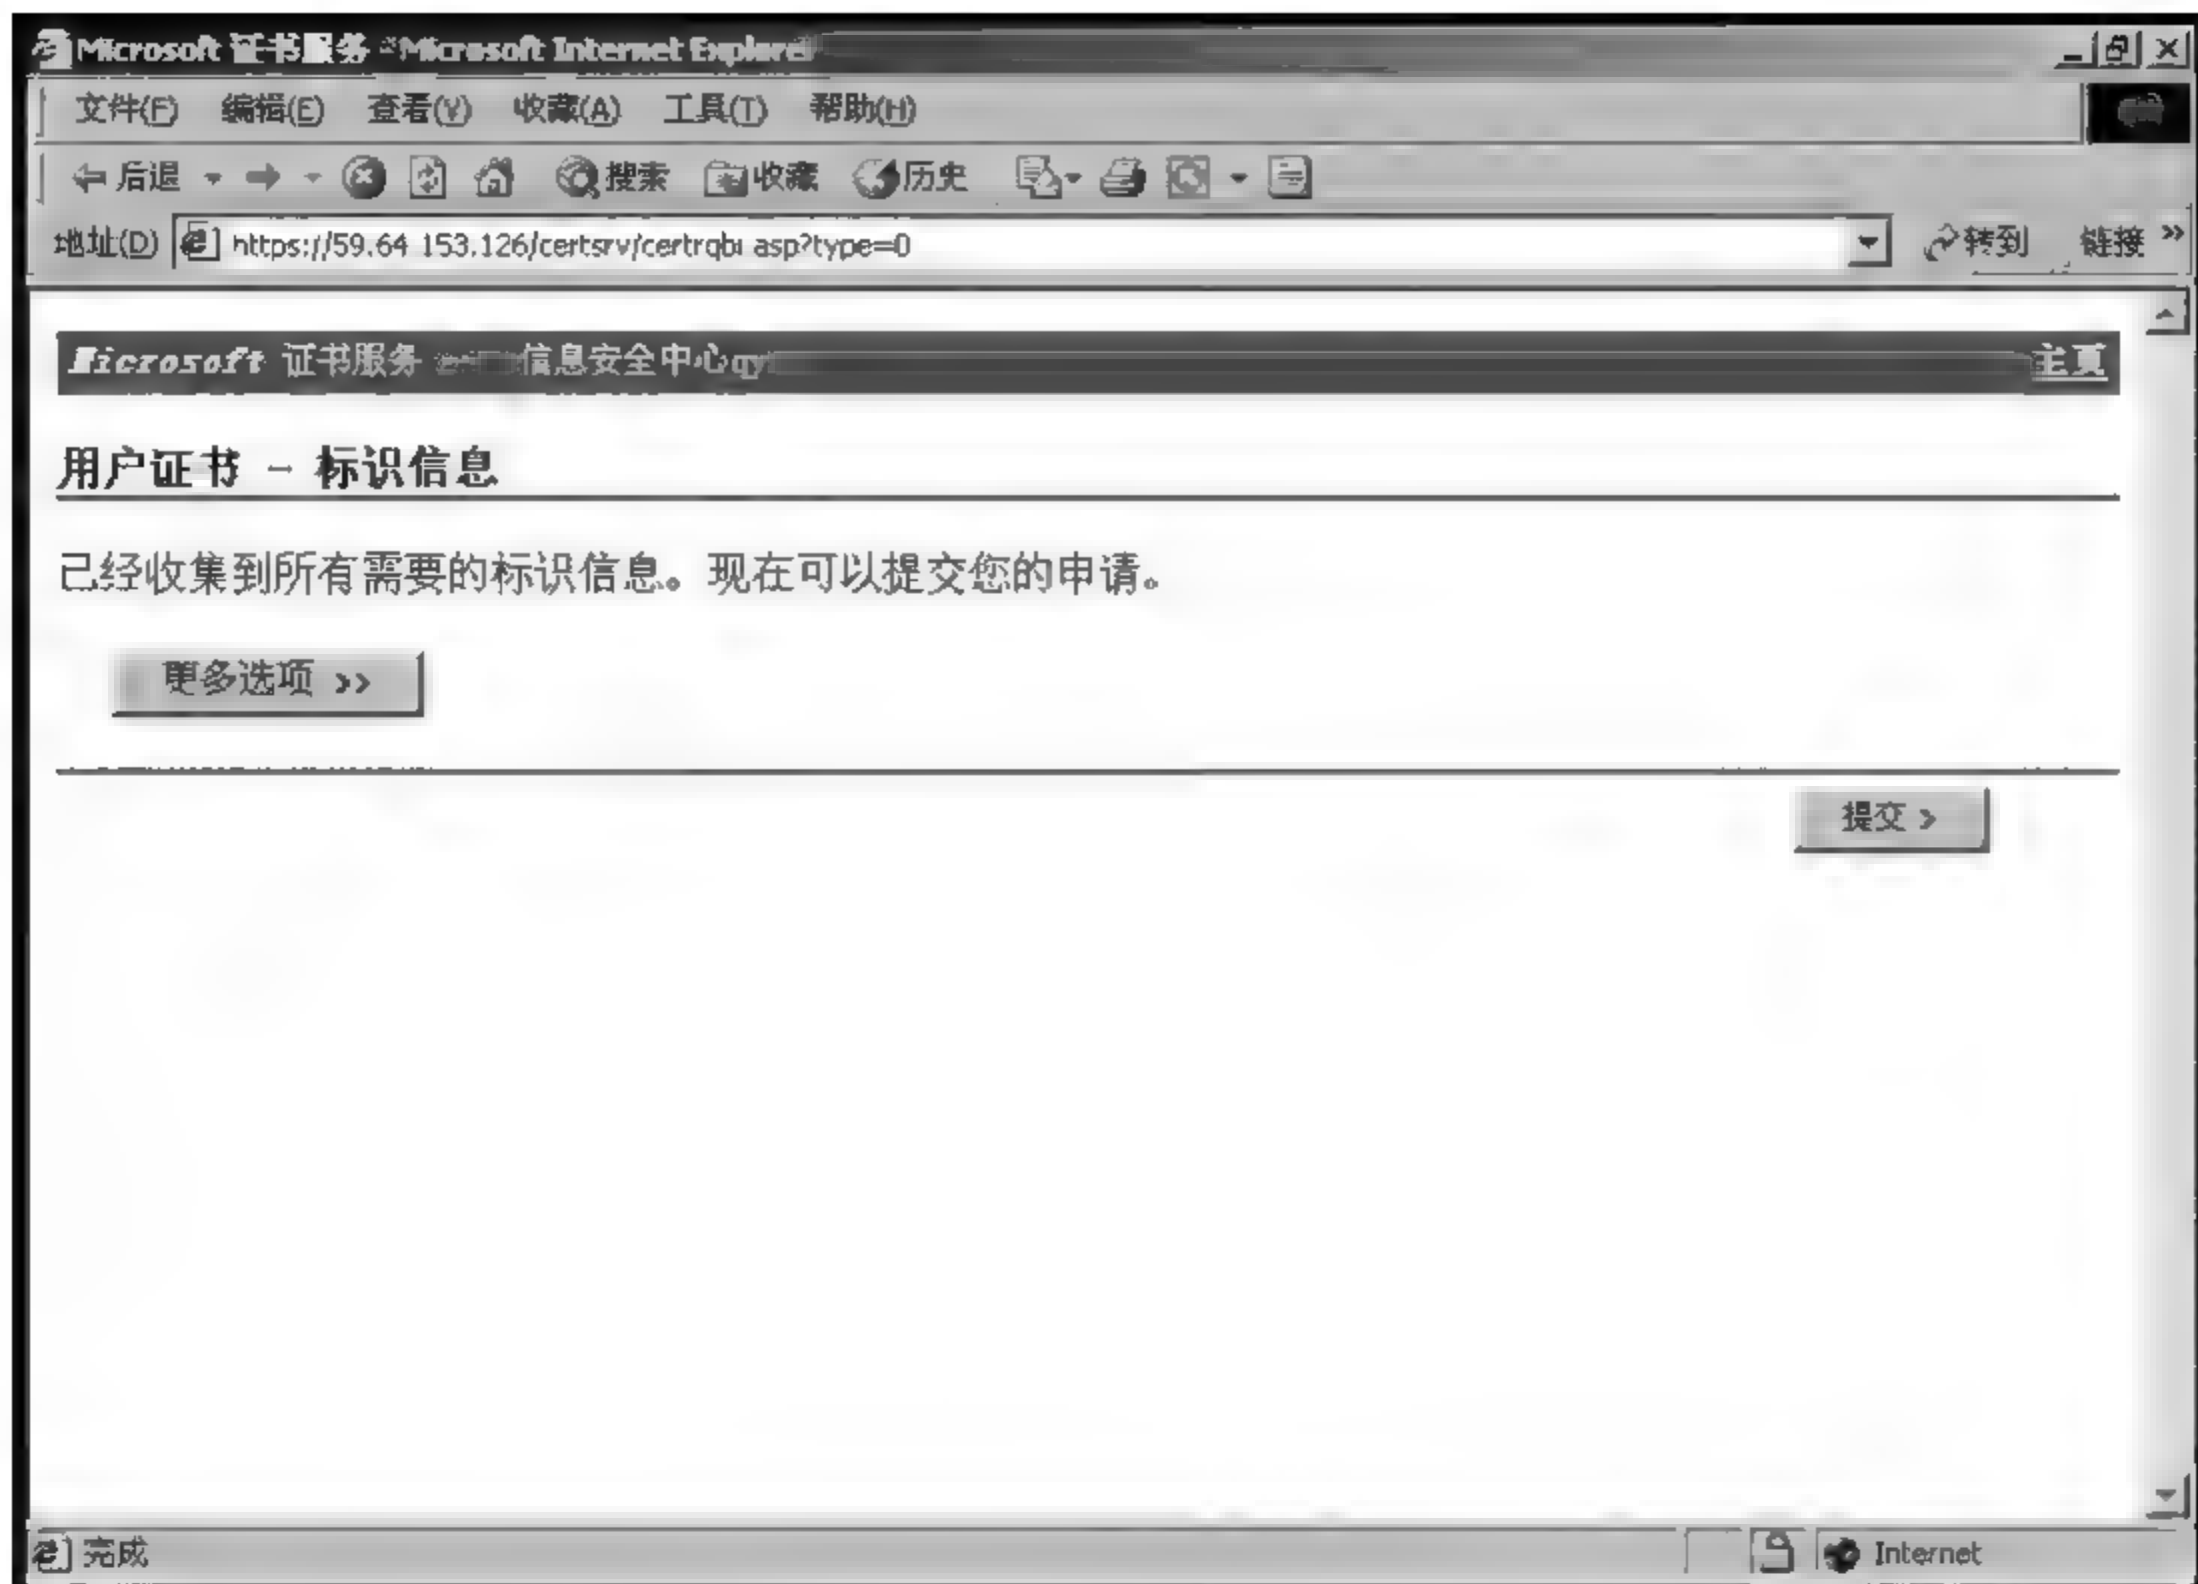 Microsoft 证书服务 - Microsoft Internet Explorer
文件(F) 编辑(E) 查看(V) 收藏(A) 工具(T) 帮助(H)
后退 搜索 收藏 历史
地址(D) https://59.64 153.126/certsrv/certrqbi asp?type=0 转到 链接 »
Microsoft 证书服务 信息安全中心 主页
用户证书 - 标识信息
已经收集到所有需要的标识信息。现在可以提交您的申请。
更多选项 >>
提交 >
完成 Internet